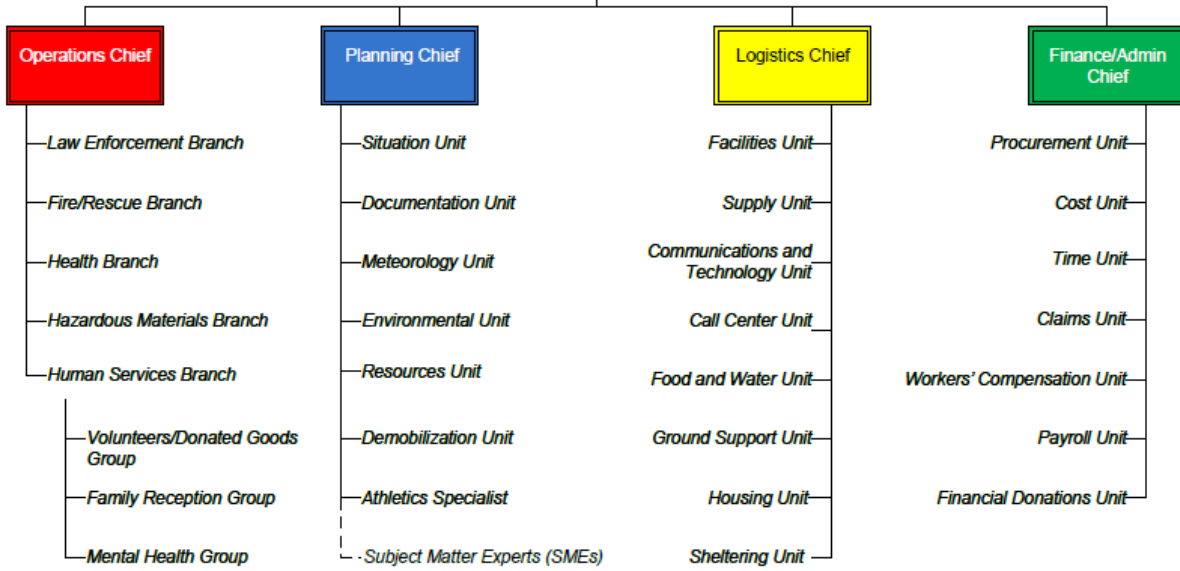 Operations Chief
Planning Chief
Logistics Chief
Finance/Admin
Chief
Law Enforcement Branch
Fire/Rescue Branch
Health Branch
Hazardous Materials Branch
Human Services Branch
Volunteers/Donated Goods
Group
Family Reception Group
Mental Health Group
Situation Unit
Documentation Unit
Meteorology Unit
Environmental Unit
Resources Unit
Demobilization Unit
Athletics Specialist
Subject Matter Experts (SMEs)
Facilities Unit
Supply Unit
Communications and
Technology Unit
Call Center Unit
Food and Water Unit
Ground Support Unit
Housing Unit
Sheltering Unit
Procurement Unit
Cost Unit
Time Unit
Claims Unit
Workers' Compensation Unit
Payroll Unit
Financial Donations Unit